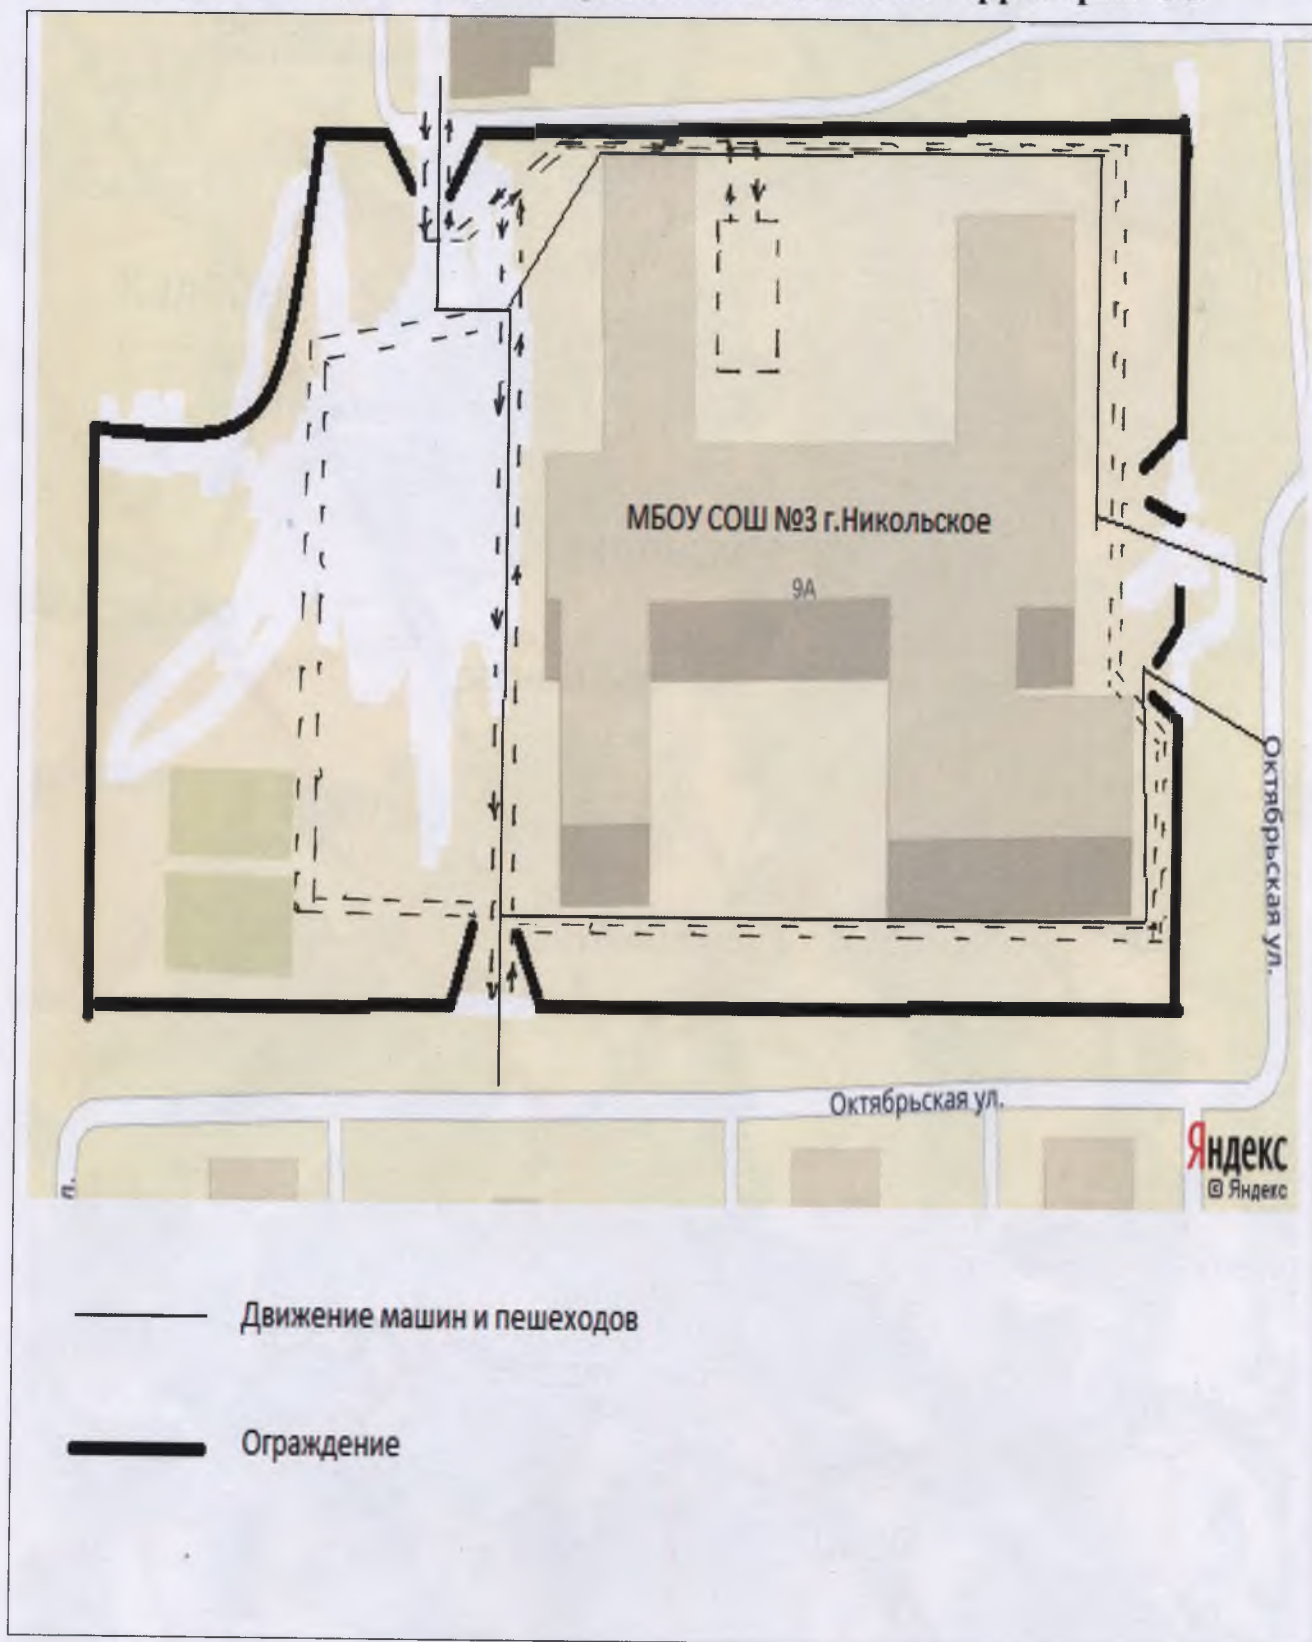 МБОУ СОШ №3 г.Никольское
9А
Октябрьская ул.
Октябрьская ул.
Яндекс
© Яндекс
Движение машин и пешеходов
Ограждение